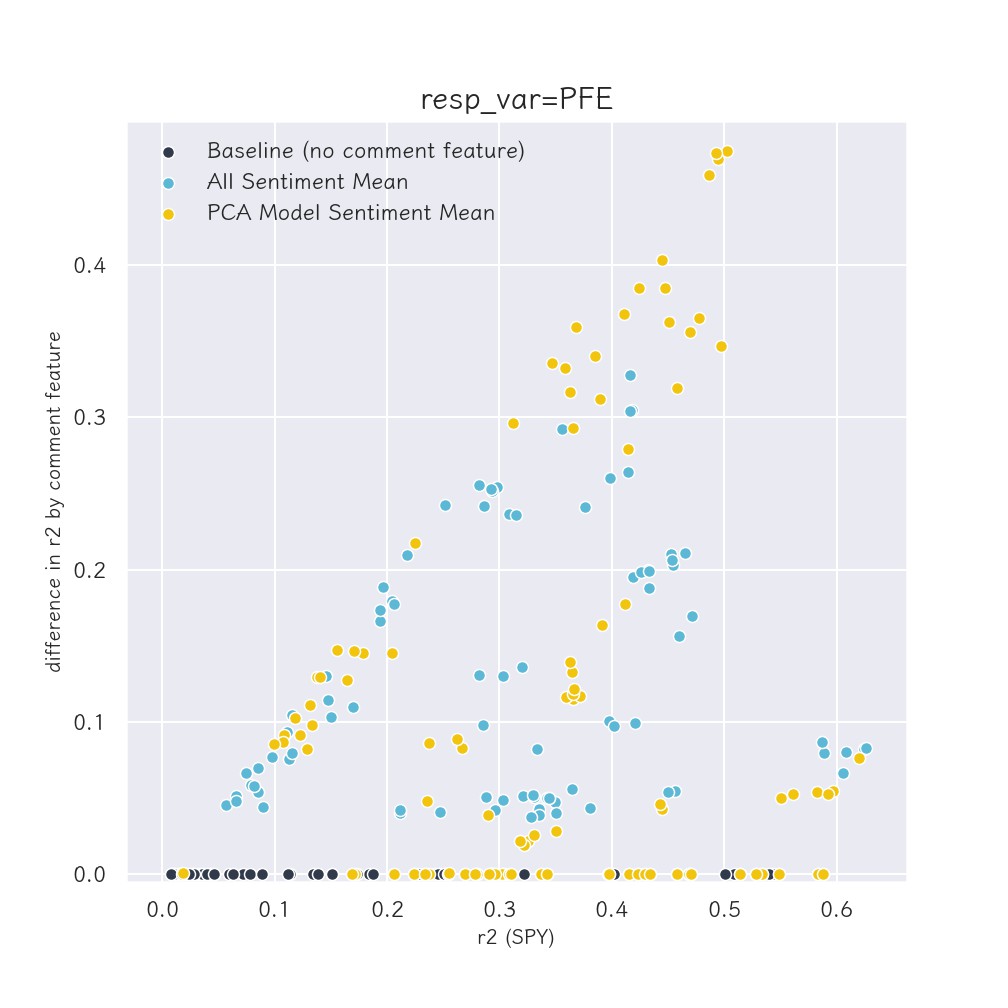 resp_var=PFE
Baseline (no comment feature)
All Sentiment Mean
PCA Model Sentiment Mean
difference in r2 by comment feature
0.4
0.3
0.2
0.1
0.0
0.0 0.1 0.2 0.3 0.4 0.5 0.6
r2 (SPY)